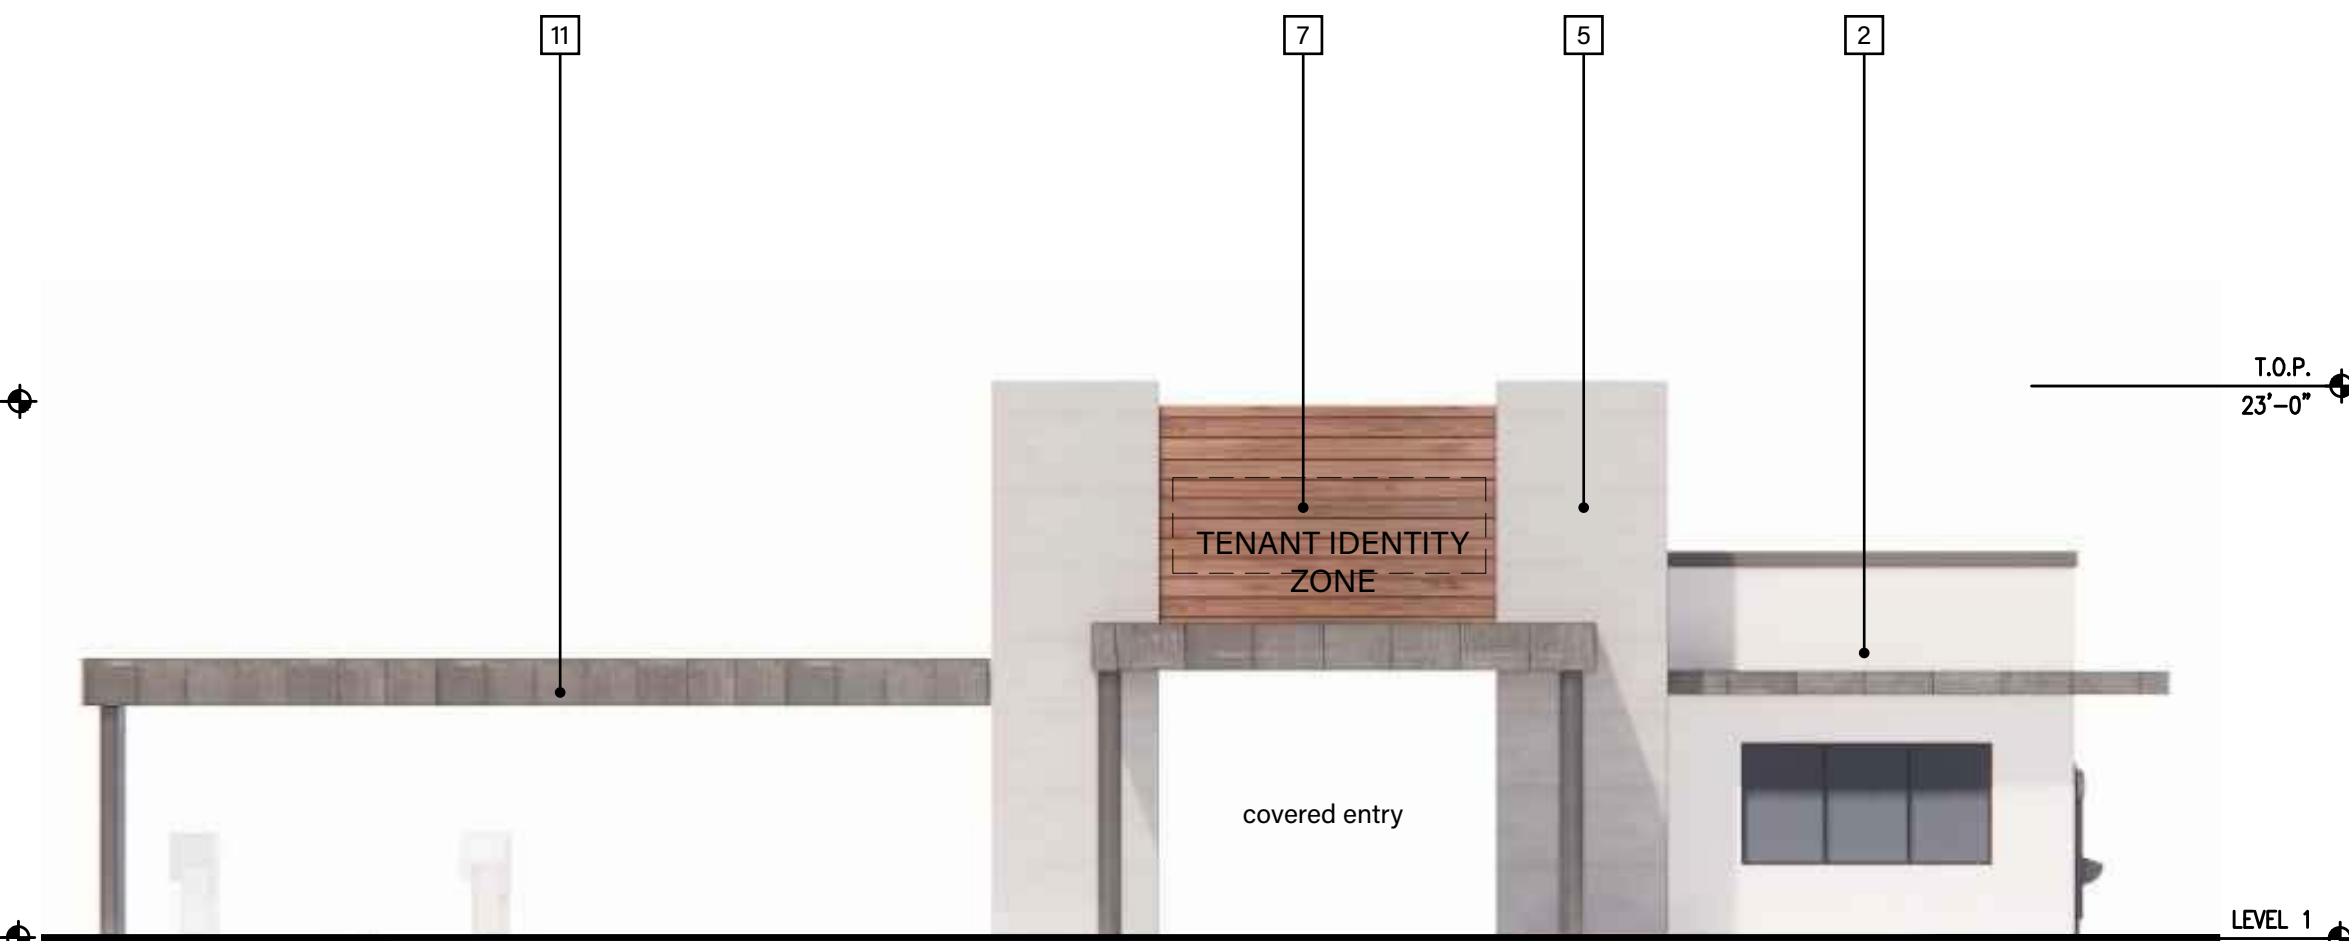 11
7
5
2
T.O.P.
23'-0"
TENANT IDENTITY
ZONE
covered entry
LEVEL 1